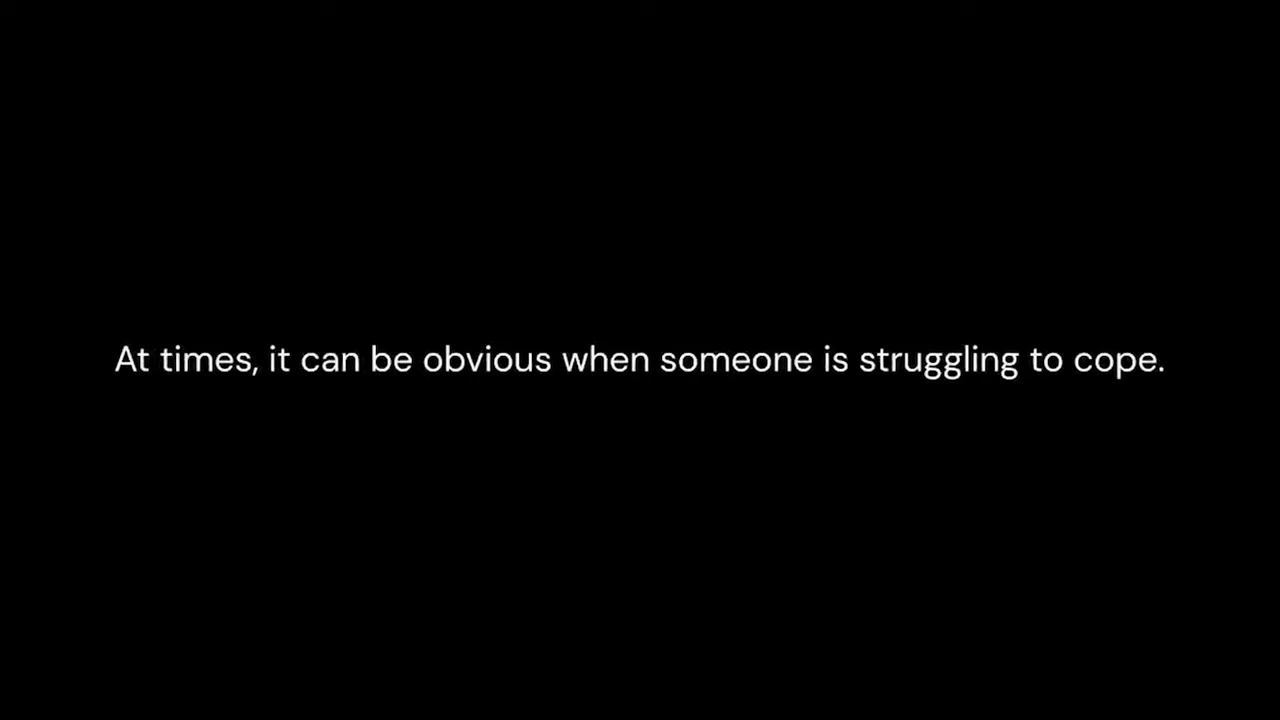 At times, it can be obvious when someone is struggling to cope.